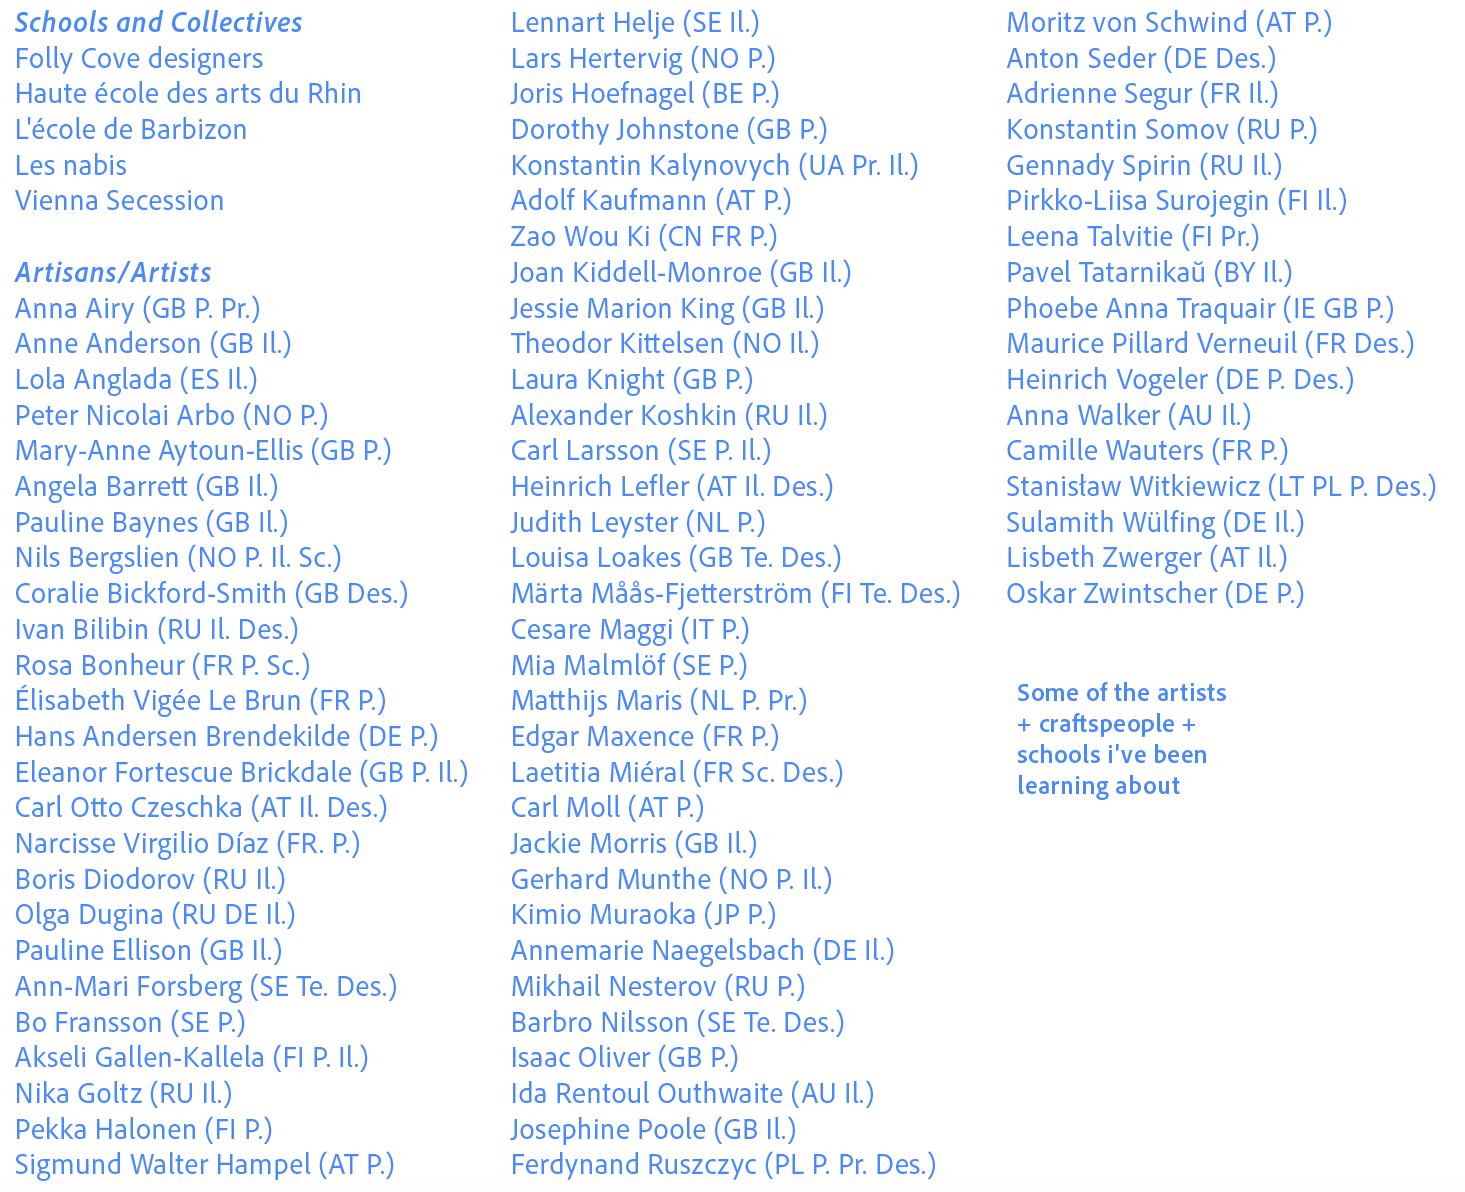 Schools and Collectives
Folly Cove designers
Haute école des arts du Rhin
L'école de Barbizon
Les nabis
Vienna Secession
Artisans/Artists
Anna Airy (GB P. Pr.)
Anne Anderson (GB Il.)
Lola Anglada (ES Il.)
Peter Nicolai Arbo (NO P.)
Mary-Anne Aytoun-Ellis (GB P.)
Angela Barrett (GB Il.)
Pauline Baynes (GB Il.)
Nils Bergslien (NO P. Il. Sc.)
Coralie Bickford-Smith (GB Des.)
Ivan Bilibin (RU Il. Des.)
Rosa Bonheur (FR P. Sc.)
Élisabeth Vigée Le Brun (FR P.)
Hans Andersen Brendekilde (DE P.)
Eleanor Fortescue Brickdale (GB P. Il.)
Carl Otto Czeschka (AT Il. Des.)
Narcisse Virgilio Díaz (FR. P.)
Boris Diodorov (RU Il.)
Olga Dugina (RU DE Il.)
Pauline Ellison (GB Il.)
Ann-Mari Forsberg (SE Te. Des.)
Bo Fransson (SE P.)
Akseli Gallen-Kallela (FI P. Il.)
Nika Goltz (RU Il.)
Pekka Halonen (FI P.)
Sigmund Walter Hampel (AT P.)
Lennart Helje (SE Il.)
Lars Hertervig (NO P.)
Joris Hoefnagel (BE P.)
Dorothy Johnstone (GB P.)
Konstantin Kalynovych (UA Pr. Il.)
Adolf Kaufmann (AT P.)
Zao Wou Ki (CN FR P.)
Joan Kiddell-Monroe (GB Il.)
Jessie Marion King (GB Il.)
Theodor Kittelsen (NO Il.)
Laura Knight (GB P.)
Alexander Koshkin (RU Il.)
Carl Larsson (SE P. Il.)
Heinrich Lefler (AT Il. Des.)
Judith Leyster (NL P.)
Louisa Loakes (GB Te. Des.)
Märta Måås-Fjetterström (FI Te. Des.)
Cesare Maggi (IT P.)
Mia Malmlöf (SE P.)
Matthijs Maris (NL P. Pr.)
Edgar Maxence (FR P.)
Laetitia Miéral (FR Sc. Des.)
Carl Moll (AT P.)
Jackie Morris (GB Il.)
Gerhard Munthe (NO P. Il.)
Kimio Muraoka (JP P.)
Annemarie Naegelsbach (DE Il.)
Mikhail Nesterov (RU P.)
Barbro Nilsson (SE Te. Des.)
Isaac Oliver (GB P.)
Ida Rentoul Outhwaite (AU Il.)
Josephine Poole (GB Il.)
Ferdynand Ruszczyc (PL P. Pr. Des.)
Moritz von Schwind (AT P.)
Anton Seder (DE Des.)
Adrienne Segur (FR Il.)
Konstantin Somov (RU P.)
Gennady Spirin (RU Il.)
Pirkko-Liisa Surojegin (FI Il.)
Leena Talvitie (FI Pr.)
Pavel Tatarnikaŭ (BY Il.)
Phoebe Anna Traquair (IE GB P.)
Maurice Pillard Verneuil (FR Des.)
Heinrich Vogeler (DE P. Des.)
Anna Walker (AU Il.)
Camille Wauters (FR P.)
Stanisław Witkiewicz (LT PL P. Des.)
Sulamith Wülfing (DE Il.)
Lisbeth Zwerger (AT Il.)
Oskar Zwintscher (DE P.)
Some of the artists
+ craftspeople +
schools i've been
learning about